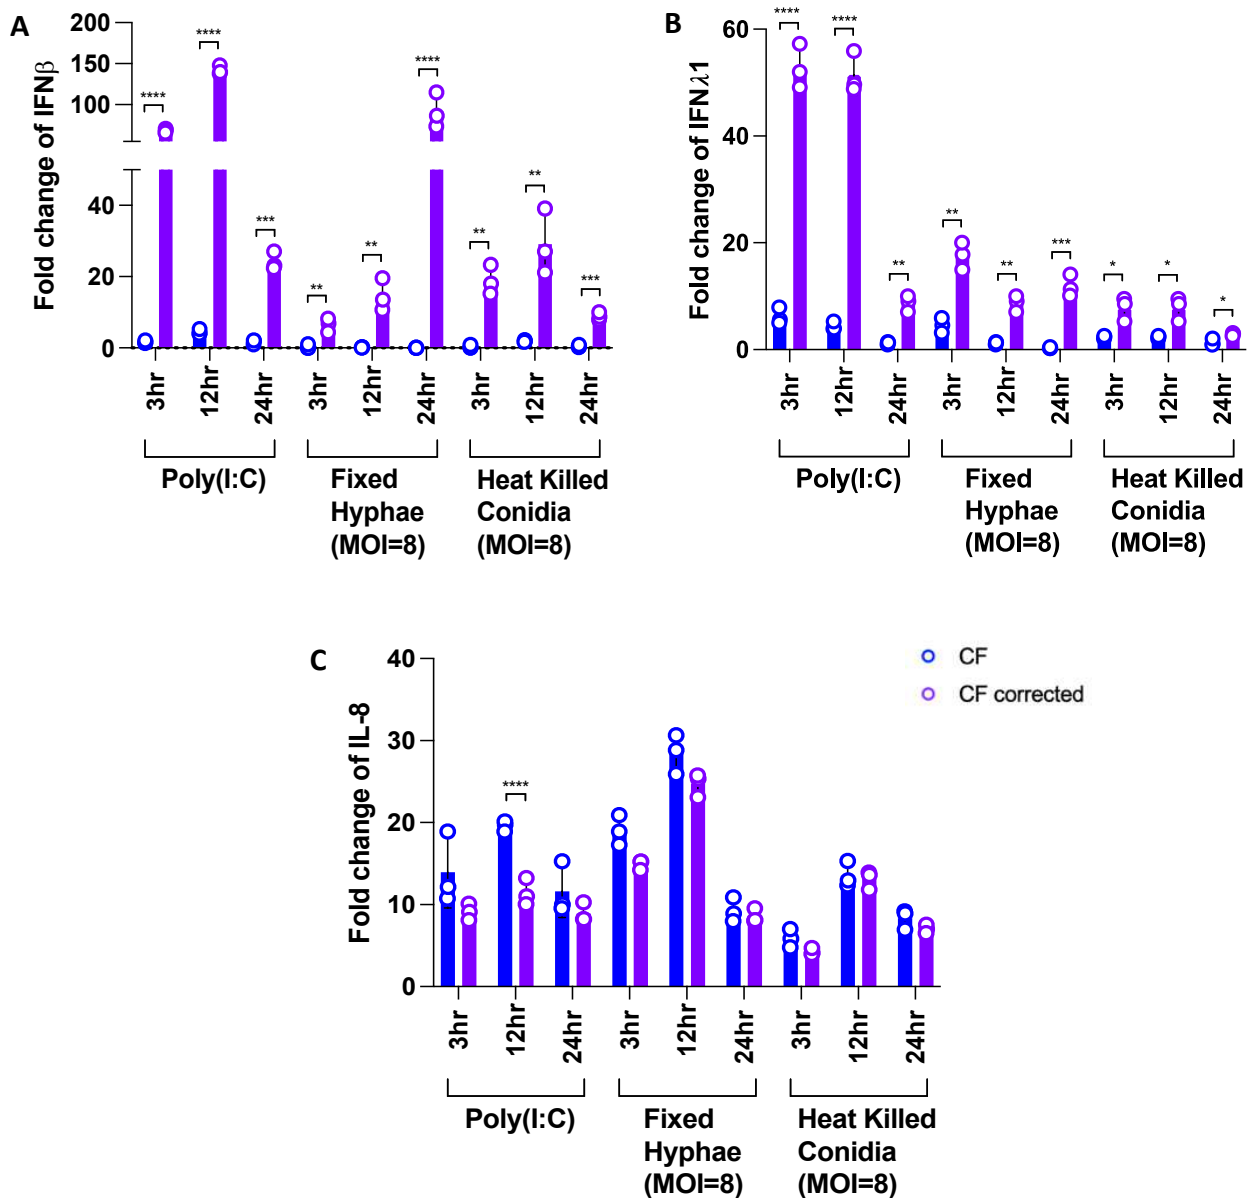 A
Fold change of IFNβ
200
150
100
40
20
0
****
****
***
**
**
****
**
**
***
3hr
12hr
24hr
3hr
12hr
24hr
3hr
12hr
24hr
Poly(I:C)
Fixed
Hyphae
(MOI=8)
Heat Killed
Conidia
(MOI=8)
B
Fold change of IFNλ1
60
40
20
0
****
****
**
**
**
***
*
*
*
3hr
12hr
24hr
3hr
12hr
24hr
3hr
12hr
24hr
Poly(I:C)
Fixed
Hyphae
(MOI=8)
Heat Killed
Conidia
(MOI=8)
C
Fold change of IL-8
40
30
20
10
0
****
3hr
12hr
24hr
3hr
12hr
24hr
3hr
12hr
24hr
Poly(I:C)
Fixed
Hyphae
(MOI=8)
Heat Killed
Conidia
(MOI=8)
CF
CF corrected